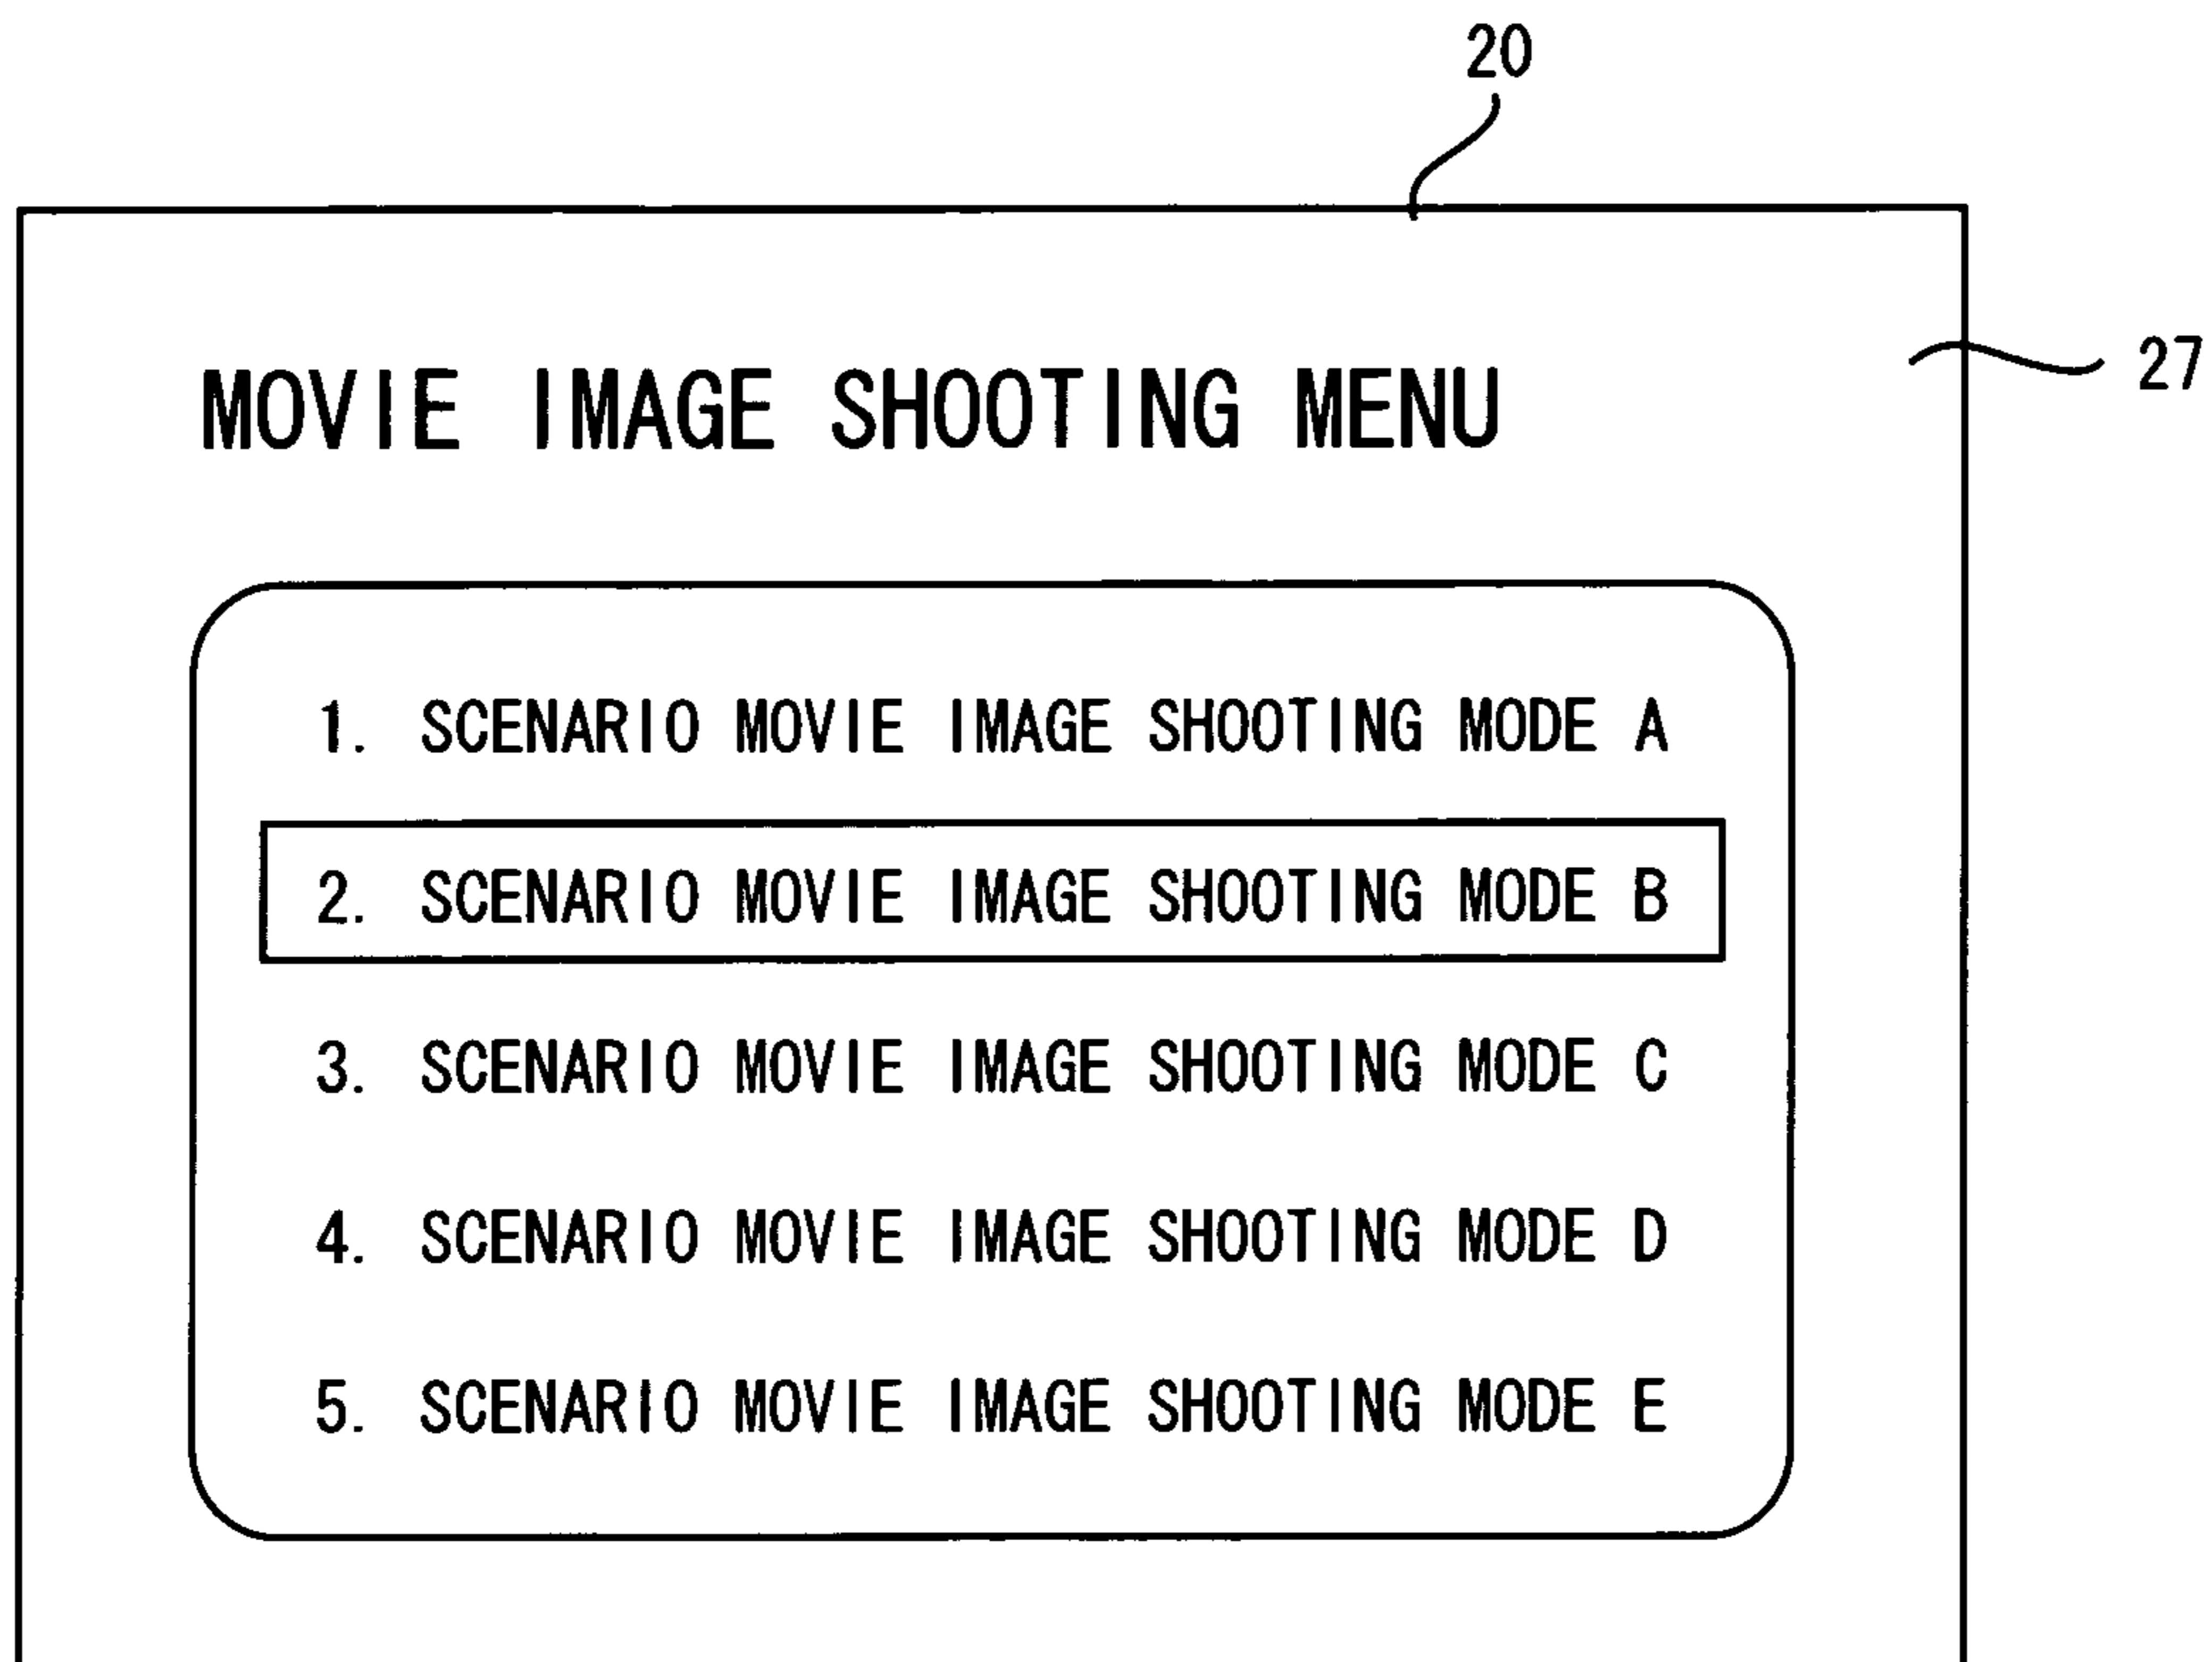 20
27
MOVIE IMAGE SHOOTING MENU
1. SCENARIO MOVIE IMAGE SHOOTING MODE A
2. SCENARIO MOVIE IMAGE SHOOTING MODE B
3. SCENARIO MOVIE IMAGE SHOOTING MODE C
4. SCENARIO MOVIE IMAGE SHOOTING MODE D
5. SCENARIO MOVIE IMAGE SHOOTING MODE E